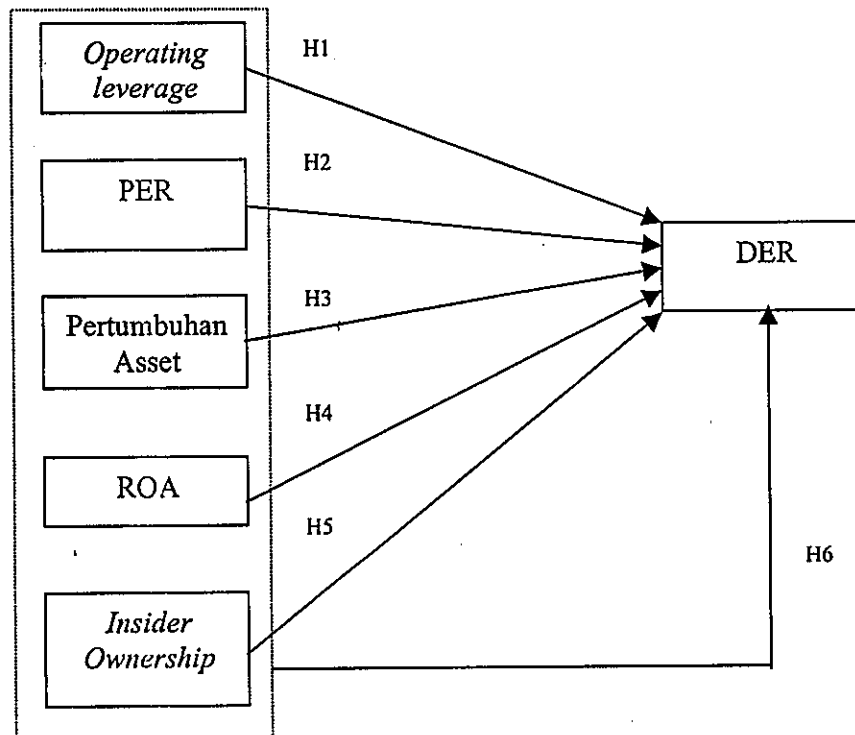 Operating
leverage
H1
PER
H2
DER
Pertumbuhan
Asset
H3
H4
ROA
H5
H6
Insider
Ownership